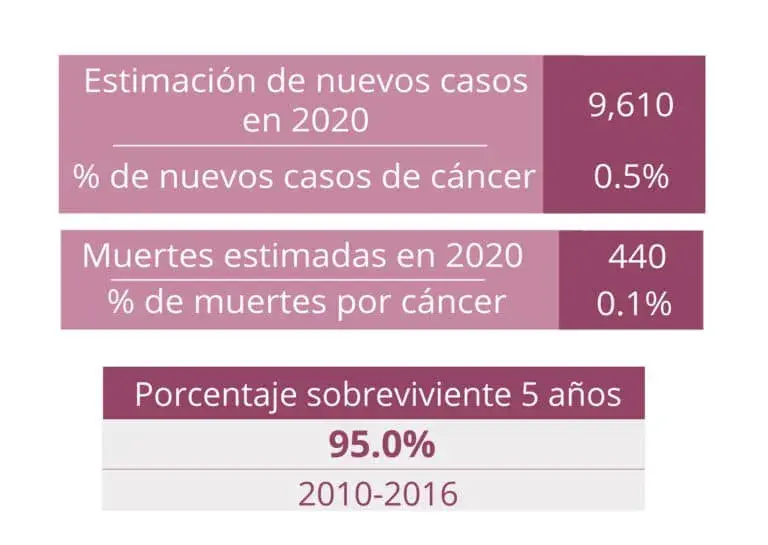 Estimación de nuevos casos
en 2020
9,610
% de nuevos casos de cáncer
0.5%
Muertes estimadas en 2020
440
% de muertes por cáncer
0.1%
Porcentaje sobreviviente 5 años
95.0%
2010-2016